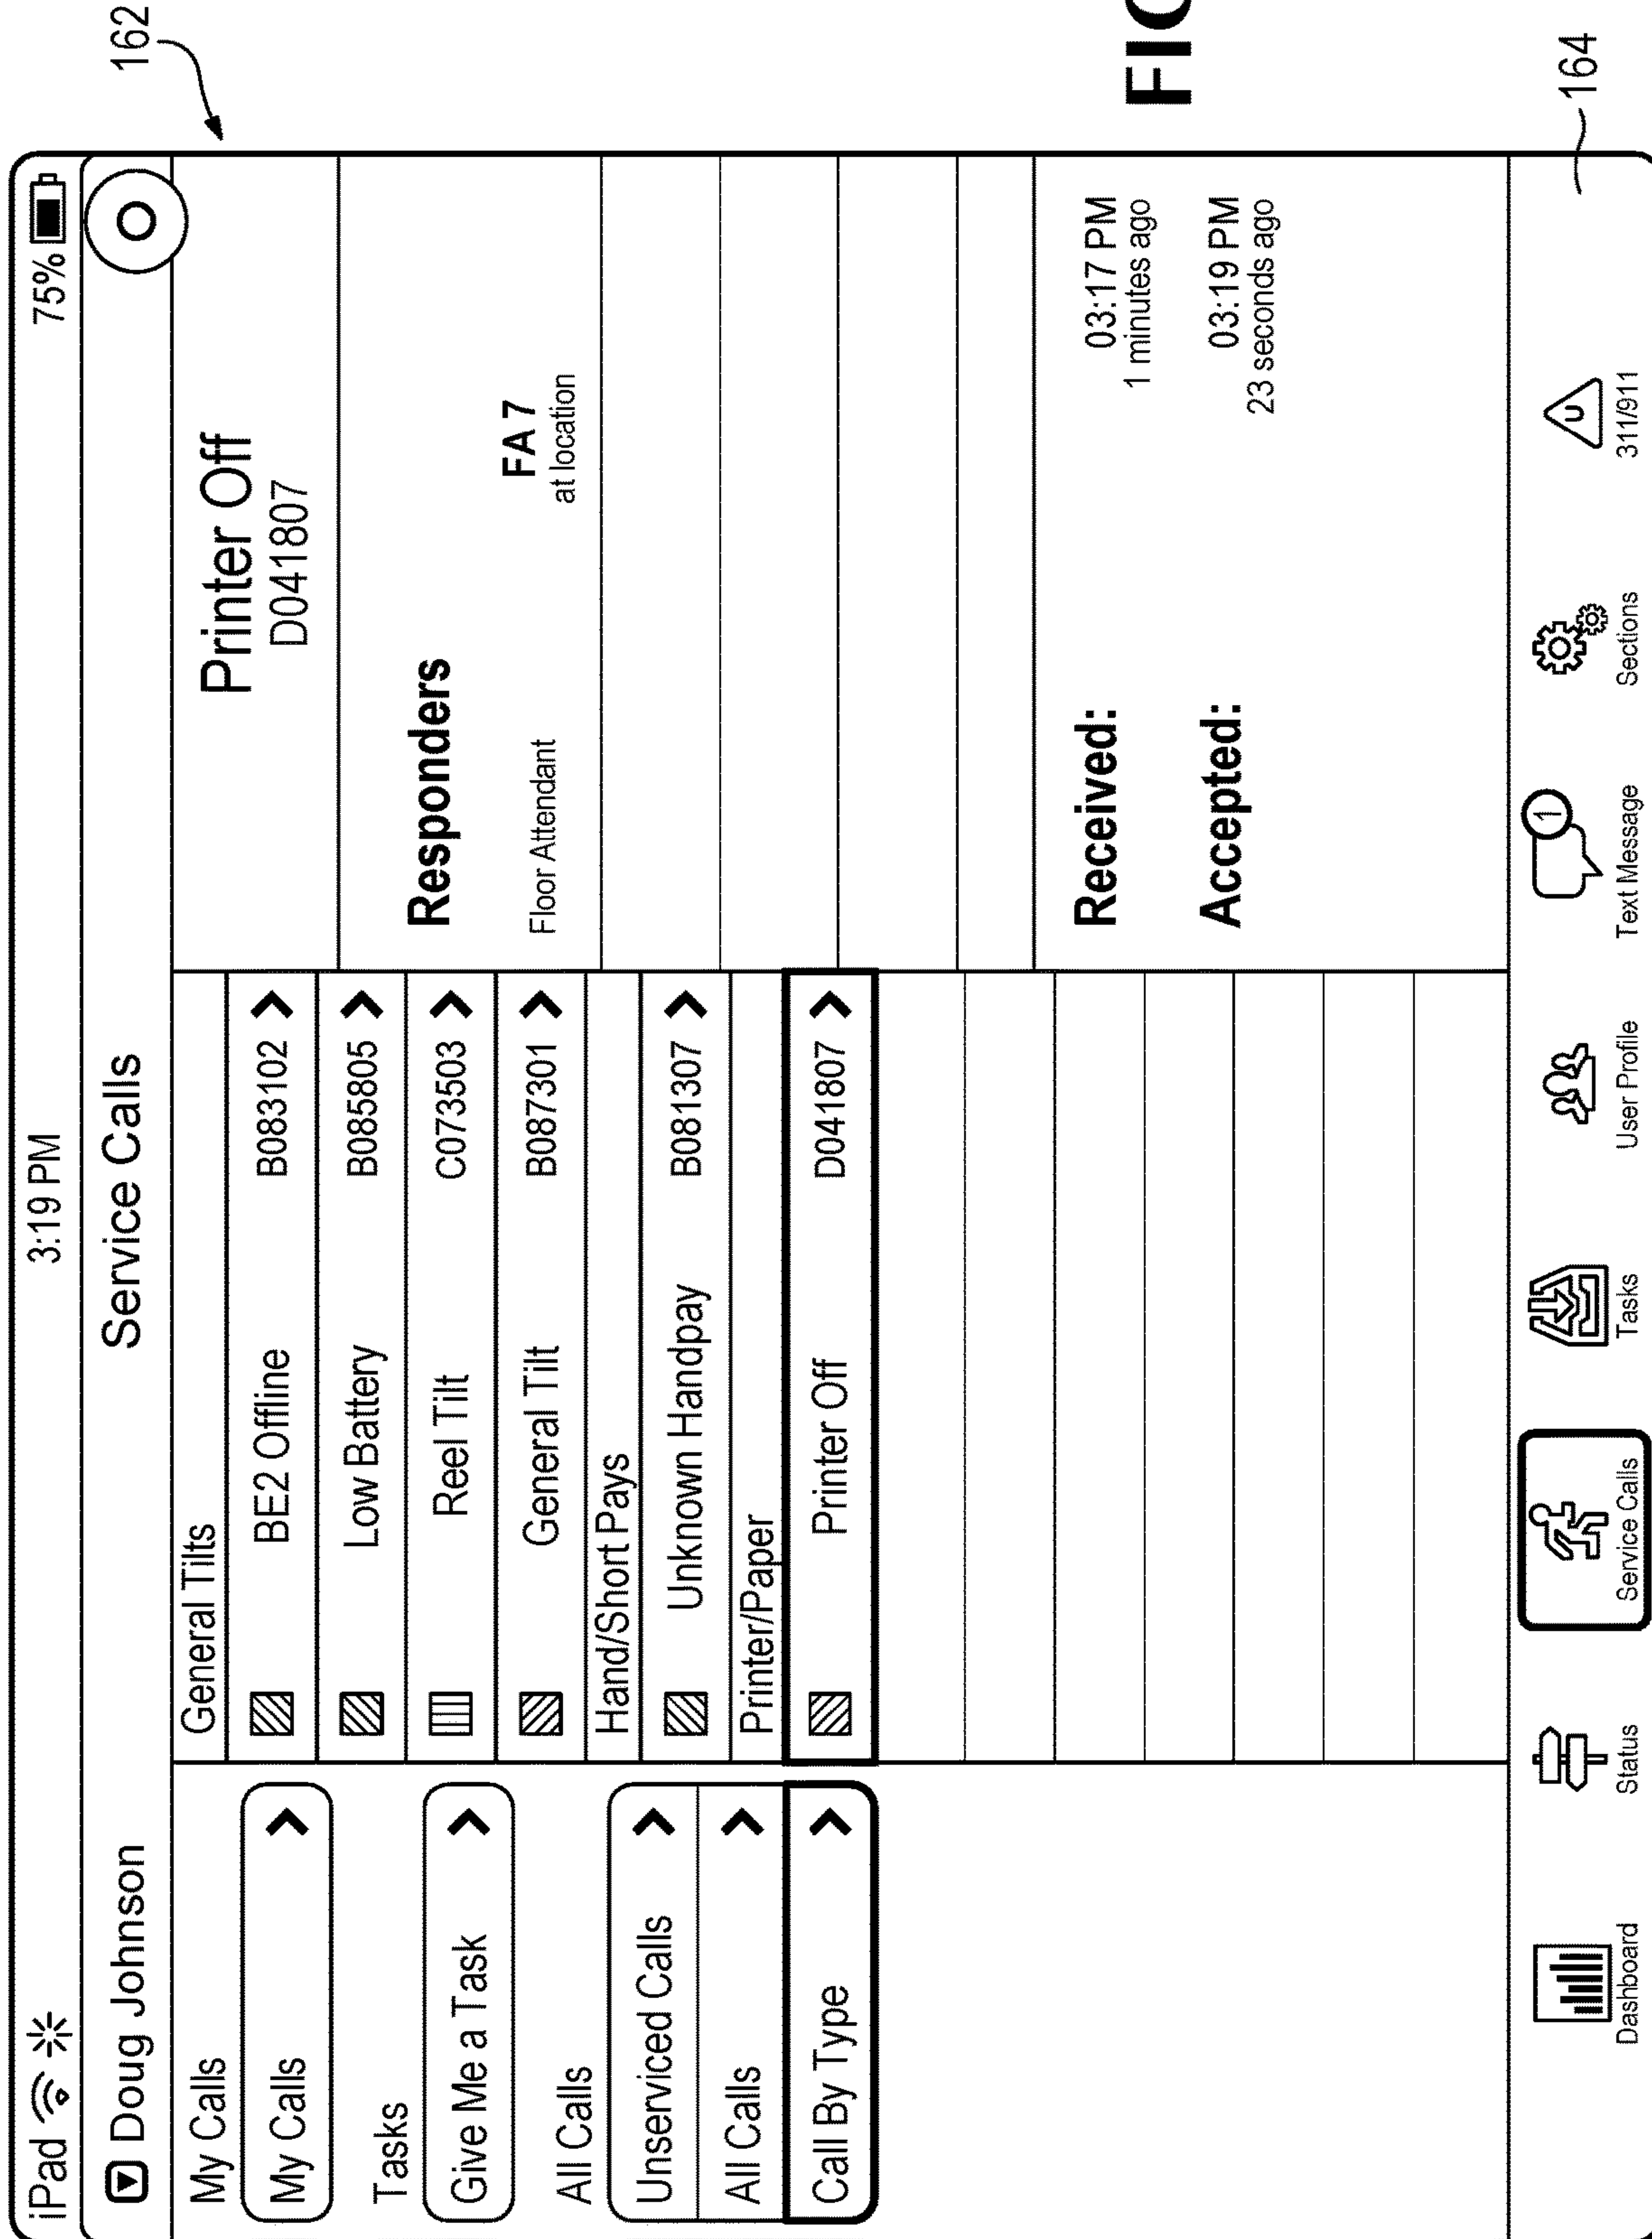 iPad 3:19 PM 75%
Doug Johnson Service Calls
162
My Calls
My Calls
Tasks
Give Me a Task
All Calls
Unserviced Calls
All Calls
Call By Type
General Tilts
BE2 Offline B083102
Low Battery B085805
Reel Tilt C073503
General Tilt B087301
Hand/Short Pays
Unknown Handpay B081307
Printer/Paper
Printer Off D041807
Printer Off
D041807
Responders
Floor Attendant FA 7
at location
Received: 03:17 PM
1 minutes ago
Accepted: 03:19 PM
23 seconds ago
Dashboard Status Service Calls Tasks User Profile 1 Text Message Sections 311/911
164